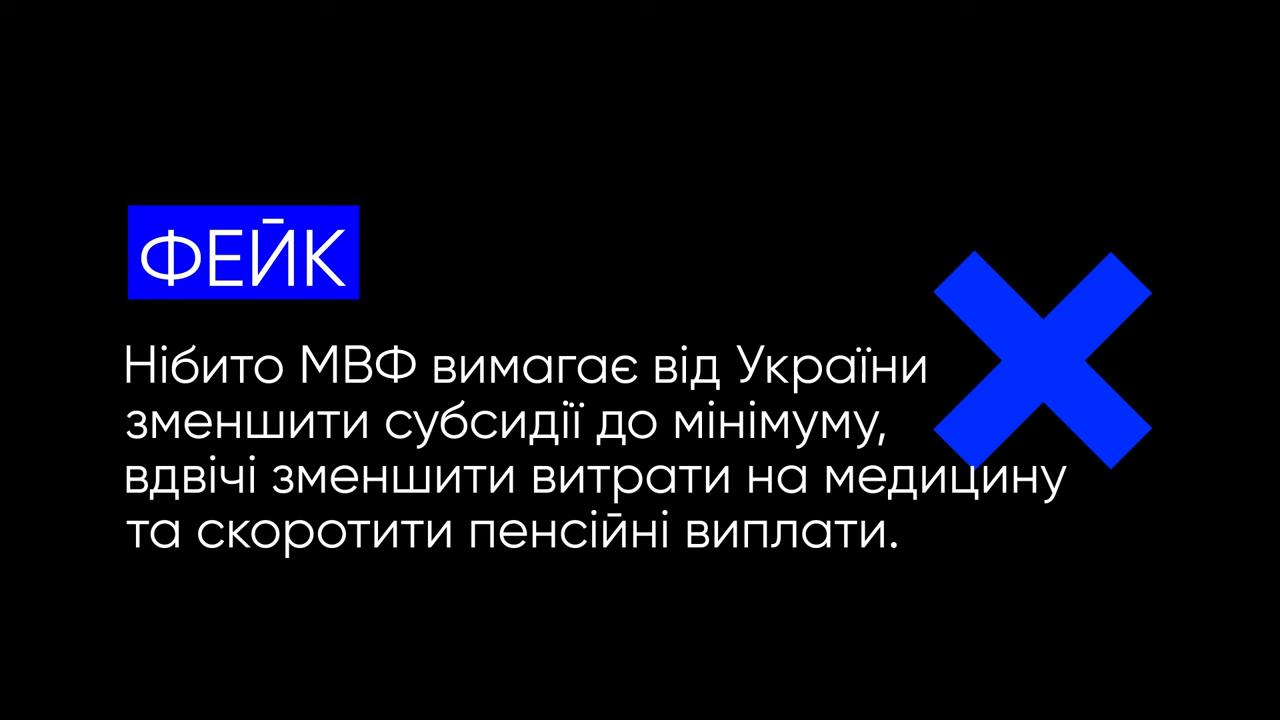 ФЕЙК
Нібито МВФ вимагає від України
зменшити субсидії до мінімуму,
вдвічі зменшити витрати на медицину
та скоротити пенсійні виплати.